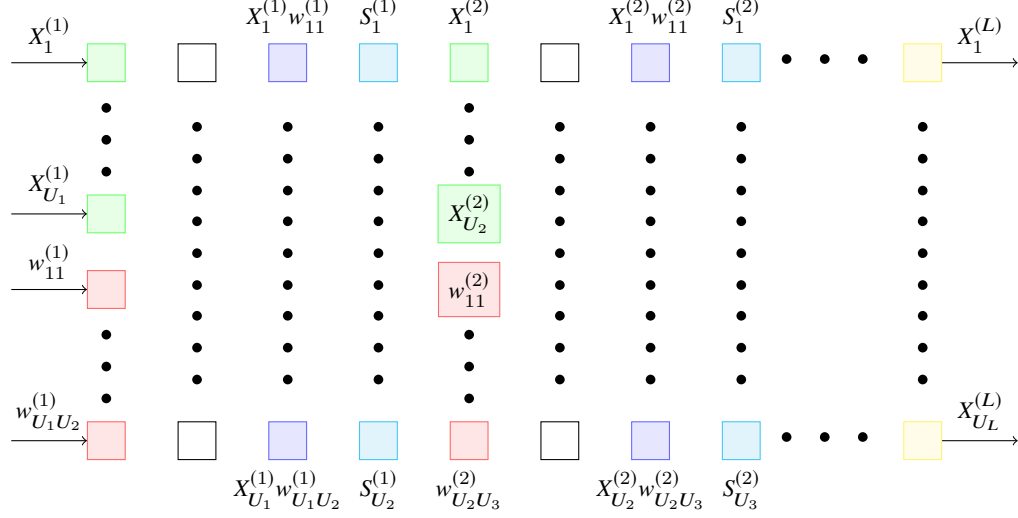 X_1^{(1)}
X_1^{(1)}w_{11}^{(1)}
S_1^{(1)}
X_1^{(2)}
X_1^{(2)}w_{11}^{(2)}
S_1^{(2)}
X_1^{(L)}
X_{U_1}^{(1)}
X_{U_2}^{(2)}
w_{11}^{(1)}
w_{11}^{(2)}
w_{U_1U_2}^{(1)}
X_{U_L}^{(L)}
X_{U_1}^{(1)}w_{U_1U_2}^{(1)}
S_{U_2}^{(1)}
w_{U_2U_3}^{(2)}
X_{U_2}^{(2)}w_{U_2U_3}^{(2)}
S_{U_3}^{(2)}